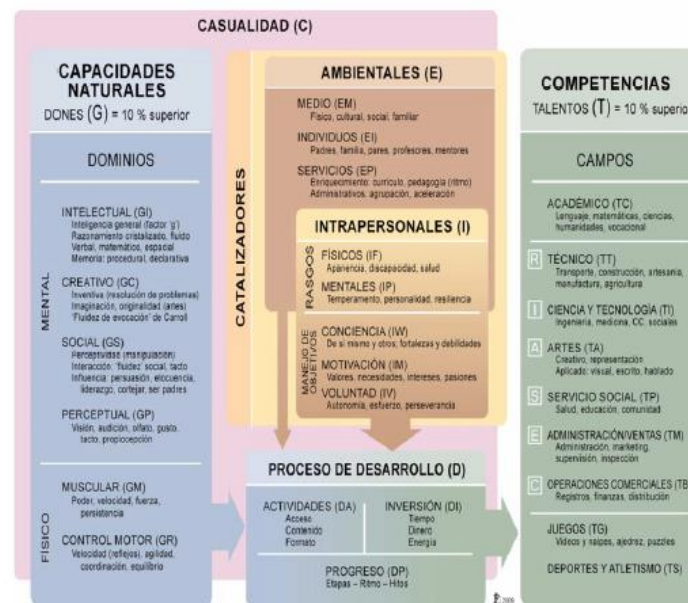 CASUALIDAD (C)
CAPACIDADES
NATURALES
DONES (G) = 10 % superior
DOMINIOS
MENTAL
INTELECTUAL (GI)
Inteligencia general (factor 'g')
Razonamiento cristalizado, fluido
Verbal, matemático, espacial
Memoria: procedural, declarativa
CREATIVO (GC)
Inventiva (resolución de problemas)
Imaginación, originalidad (artes)
'Fluidez de evocación' de Carroll
SOCIAL (GS)
Perceptividad (manipulación)
Interacción: 'fluidez' social, tacto
Influencia: persuasión, elocuencia,
liderazgo, cortejar, ser padres
PERCEPTUAL (GP)
Visión, audición, olfato, gusto,
tacto, propiocepción
FÍSICO
MUSCULAR (GM)
Poder, velocidad, fuerza,
persistencia
CONTROL MOTOR (GR)
Velocidad (reflejos), agilidad,
coordinación, equilibrio
CATALIZADORES
AMBIENTALES (E)
MEDIO (EM)
Físico, cultural, social, familiar
INDIVIDUOS (EI)
Padres, familia, pares, profesores, mentores
SERVICIOS (EP)
Enriquecimiento: currículo, pedagogía (ritmo)
Administrativos, agrupación, aceleración
INTRAPERSONALES (I)
RASGOS
FÍSICOS (IF)
Apariencia, discapacidad, salud
MENTALES (IP)
Temperamento, personalidad, resiliencia
MANEJO DE
OBJETIVOS
CONCIENCIA (IW)
De sí mismo y otros; fortalezas y debilidades
MOTIVACIÓN (IM)
Valores, necesidades, intereses, pasiones
VOLUNTAD (IV)
Autonomía, esfuerzo, perseverancia
PROCESO DE DESARROLLO (D)
ACTIVIDADES (DA)
Acceso
Contenido
Formato
INVERSIÓN (DI)
Tiempo
Dinero
Energía
PROGRESO (DP)
Etapas – Ritmo – Hitos
COMPETENCIAS
TALENTOS (T) = 10% superio
CAMPOS
ACADÉMICO (TC)
Lenguaje, matemáticas, ciencias,
humanidades, vocacional
R TÉCNICO (TT)
Transporte, construcción, artesanía,
manufactura, agricultura
I CIENCIA Y TECNOLOGÍA (TI)
Ingeniería, medicina, CC. sociales
A ARTES (TA)
Creativo, representación
Aplicado: visual, escrito, hablado
S SERVICIO SOCIAL (TP)
Salud, educación, comunidad
E ADMINISTRACIÓN/VENTAS (TM)
Administración, marketing,
supervisión, inspección
C OPERACIONES COMERCIALES (TB
Registros, finanzas, distribución
JUEGOS (TG)
Videos y naipes, ajedrez, puzzles
DEPORTES Y ATLETISMO (TS)
2009